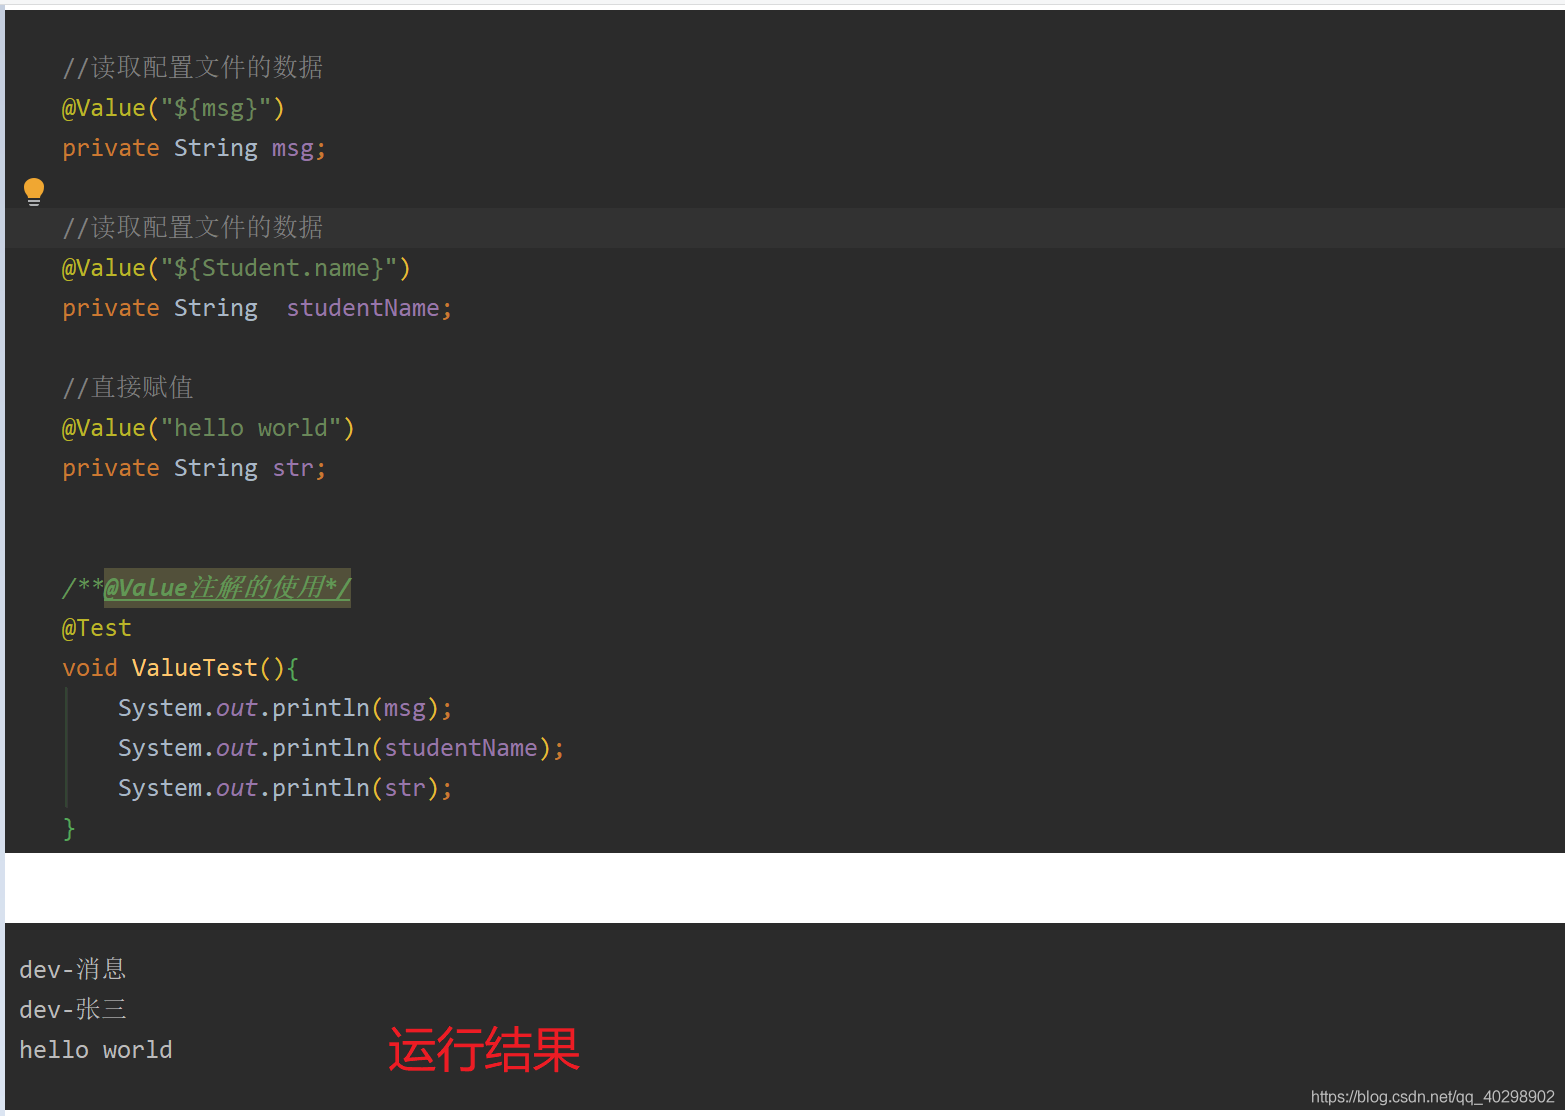 //读取配置文件的数据
@Value("${msg}")
private String msg;
//读取配置文件的数据
@Value("${Student.name}")
private String  studentName;
//直接赋值
@Value("hello world")
private String str;
/**@Value注解的使用*/
@Test
void ValueTest(){
System.out.println(msg);
System.out.println(studentName);
System.out.println(str);
}
dev-消息
dev-张三
hello world
运行结果
https://blog.csdn.net/qq_40298902